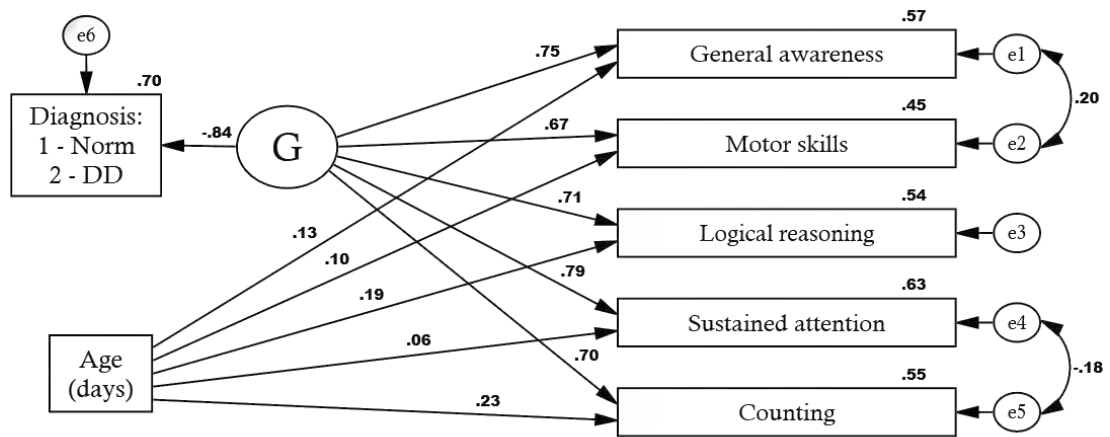 e6
.70
Diagnosis:
1 - Norm
2 - DD
-.84
G
Age
(days)
.75
.67
.71
.79
.70
.13
.10
.19
.06
.23
.57
General awareness
e1
.45
Motor skills
e2
.20
.54
Logical reasoning
e3
.63
Sustained attention
e4
.55
Counting
e5
-.18